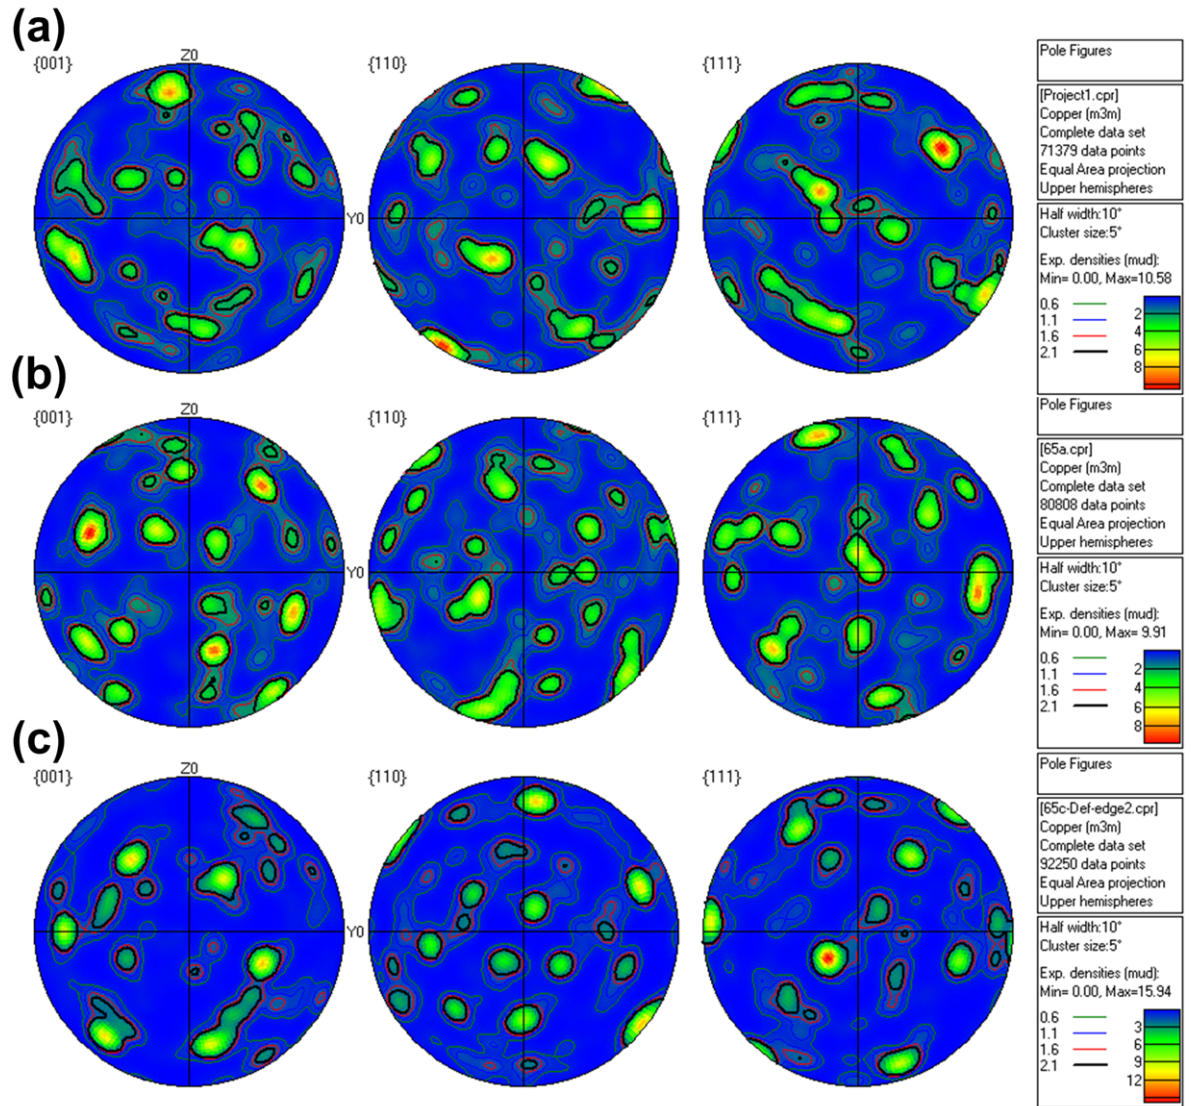 (a)
{001}
Z0
Y0
{110}
{111}
Pole Figures
[Project1.cpr]
Copper (m3m)
Complete data set
71379 data points
Equal Area projection
Upper hemispheres
Half width:10°
Cluster size:5°
Exp. densities (mud):
Min= 0.00, Max=10.58
0.6
1.1
1.6
2.1
2
4
6
8
(b)
{001}
Z0
Y0
{110}
{111}
Pole Figures
[65a.cpr]
Copper (m3m)
Complete data set
80808 data points
Equal Area projection
Upper hemispheres
Half width:10°
Cluster size:5°
Exp. densities (mud):
Min= 0.00, Max= 9.91
0.6
1.1
1.6
2.1
2
4
6
8
(c)
{001}
Z0
Y0
{110}
{111}
Pole Figures
[65c-Def-edge2.cpr]
Copper (m3m)
Complete data set
92250 data points
Equal Area projection
Upper hemispheres
Half width:10°
Cluster size:5°
Exp. densities (mud):
Min= 0.00, Max=15.94
0.6
1.1
1.6
2.1
3
6
9
12